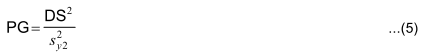 PG = DS² / s²y2 ...(5)